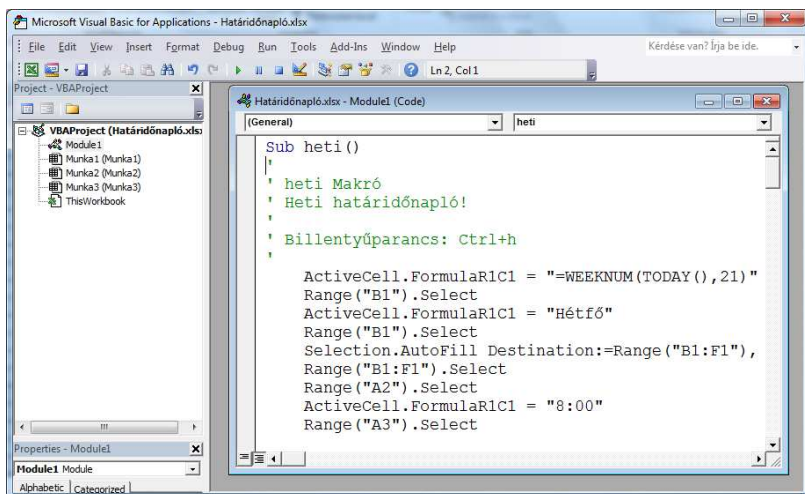 Microsoft Visual Basic for Applications - Határidőnapló.xlsx
File Edit View Insert Format Debug Run Tools Add-Ins Window Help
Kérdése van? Írja be ide.
Ln 2, Col 1
Project - VBAProject
VBAProject (Határidőnapló.xls
Module1
Munka1 (Munka1)
Munka2 (Munka2)
Munka3 (Munka3)
ThisWorkbook
Properties - Module1
Module1 Module
Alphabetic Categorized
Határidőnapló.xlsx - Module1 (Code)
(General) heti
Sub heti()
'
' heti Makró
' Heti határidőnapló!
'
' Billentyűparancs: Ctrl+h
'
ActiveCell.FormulaR1C1 = "=WEEKNUM(TODAY(),21)"
Range("B1").Select
ActiveCell.FormulaR1C1 = "Hétfő"
Range("B1").Select
Selection.AutoFill Destination:=Range("B1:F1"),
Range("B1:F1").Select
Range("A2").Select
ActiveCell.FormulaR1C1 = "8:00"
Range("A3").Select